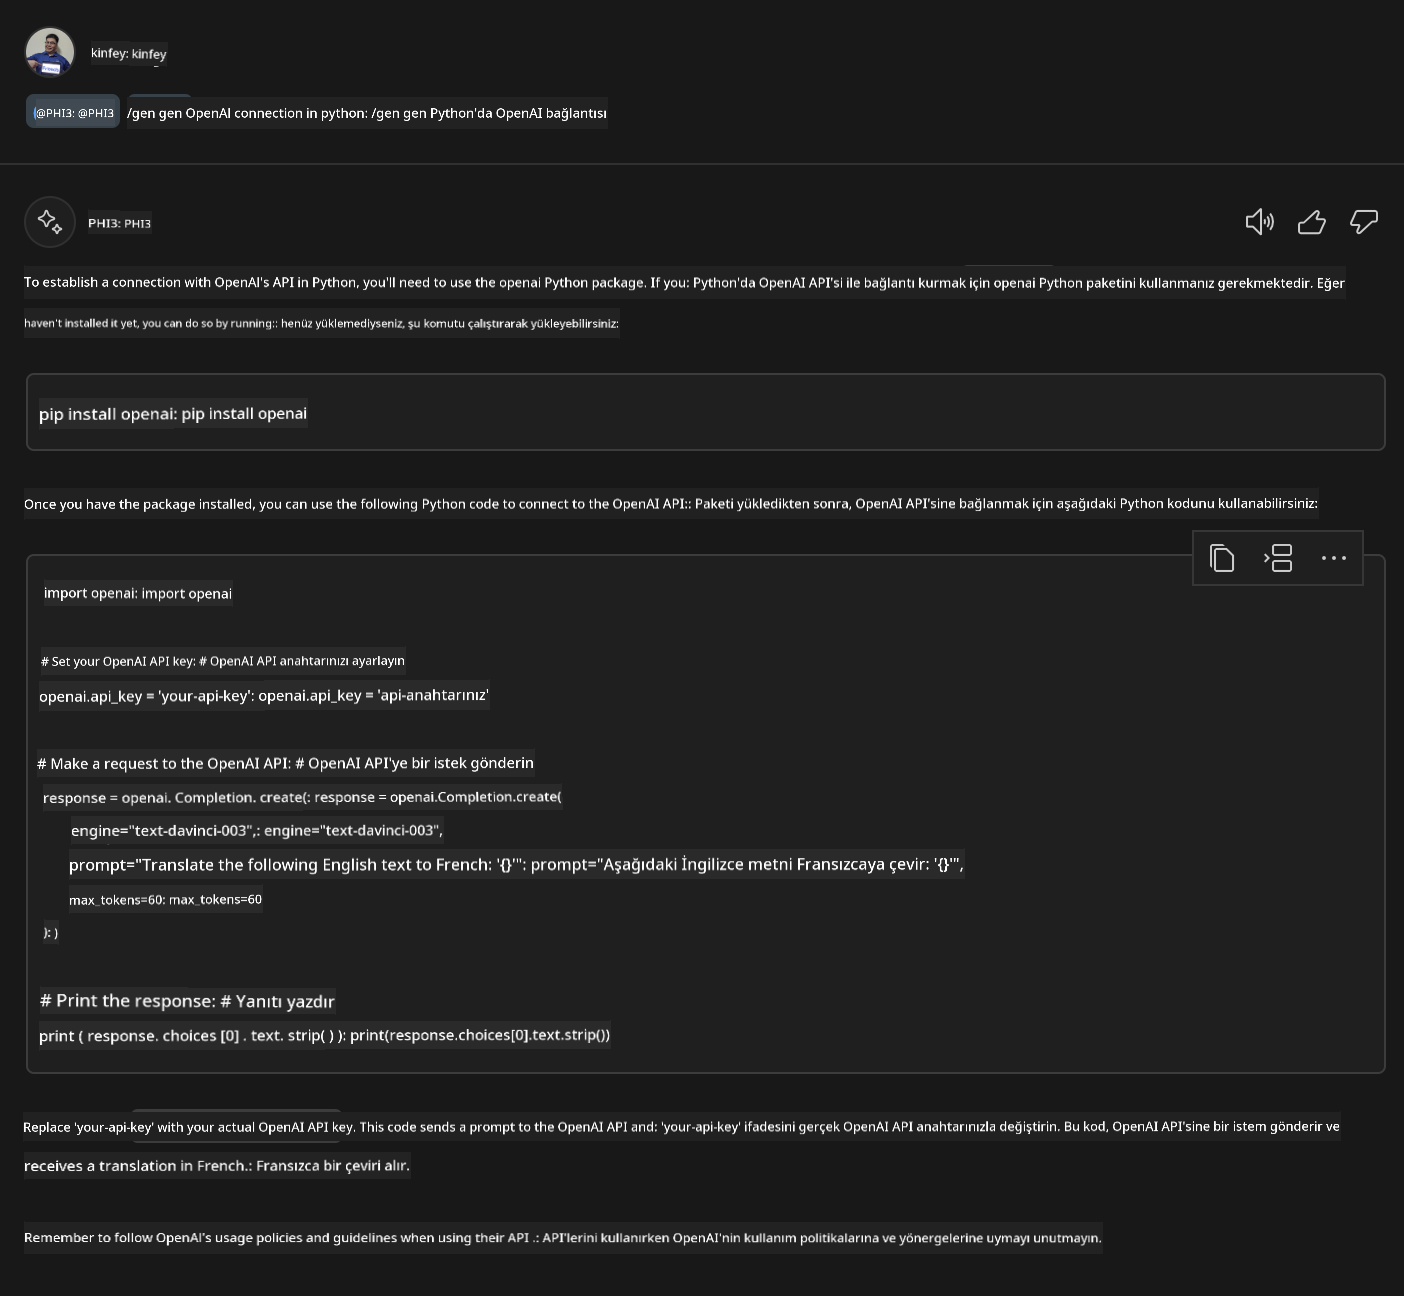 kinfey: kinfey
@PHI3: @PHI3 /gen gen OpenAI connection in python: /gen gen Python'da OpenAI bağlantısı
PHI3: PHI3
To establish a connection with OpenAI's API in Python, you'll need to use the openai Python package. If you: Python'da OpenAI API'si ile bağlantı kurmak için openai Python paketini kullanmanız gerekmektedir. Eğer
haven't installed it yet, you can do so by running:: henüz yüklemediyseniz, şu komutu çalıştırarak yükleyebilirsiniz:
pip install openai: pip install openai
Once you have the package installed, you can use the following Python code to connect to the OpenAI API:: Paketi yükledikten sonra, OpenAI API'sine bağlanmak için aşağıdaki Python kodunu kullanabilirsiniz:
import openai: import openai
# Set your OpenAI API key: # OpenAI API anahtarınızı ayarlayın
openai.api_key = 'your-api-key': openai.api_key = 'api-anahtarınız'
# Make a request to the OpenAI API: # OpenAI API'ye bir istek gönderin
response = openai. Completion. create(: response = openai.Completion.create(
engine="text-davinci-003",: engine="text-davinci-003",
prompt="Translate the following English text to French: '{}'": prompt="Aşağıdaki İngilizce metni Fransızcaya çevir: '{}'",
max_tokens=60: max_tokens=60
): )
# Print the response: # Yanıtı yazdır
print ( response. choices [0] . text. strip( ) ): print(response.choices[0].text.strip())
Replace 'your-api-key' with your actual OpenAI API key. This code sends a prompt to the OpenAI API and: 'your-api-key' ifadesini gerçek OpenAI API anahtarınızla değiştirin. Bu kod, OpenAI API'sine bir istem gönderir ve
receives a translation in French.: Fransızca bir çeviri alır.
Remember to follow OpenAI's usage policies and guidelines when using their API .: API'lerini kullanırken OpenAI'nin kullanım politikalarına ve yönergelerine uymayı unutmayın.